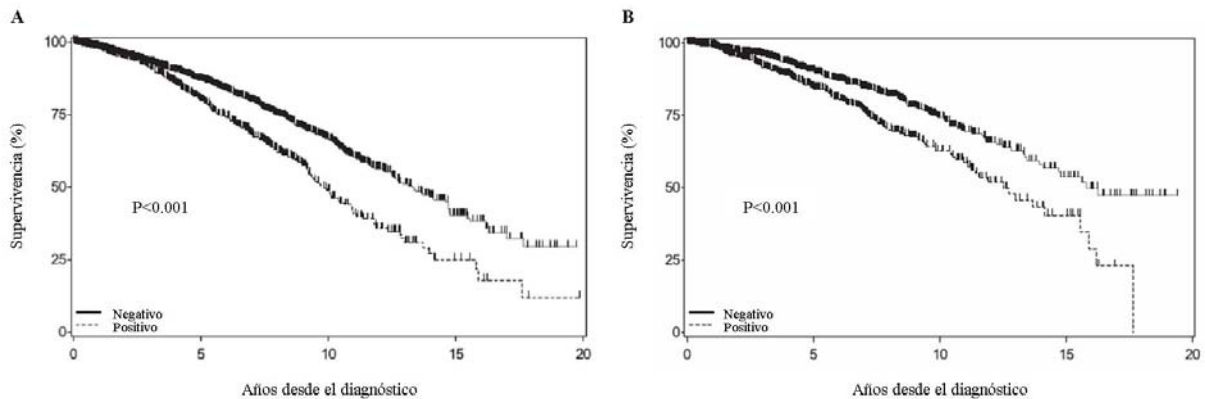 A
Supervivencia (%)
100
75
50
25
0
P<0.001
Negativo
Positivo
0 5 10 15 20
Años desde el diagnóstico
B
Supervivencia (%)
100
75
50
25
0
P<0.001
Negativo
Positivo
0 5 10 15 20
Años desde el diagnóstico